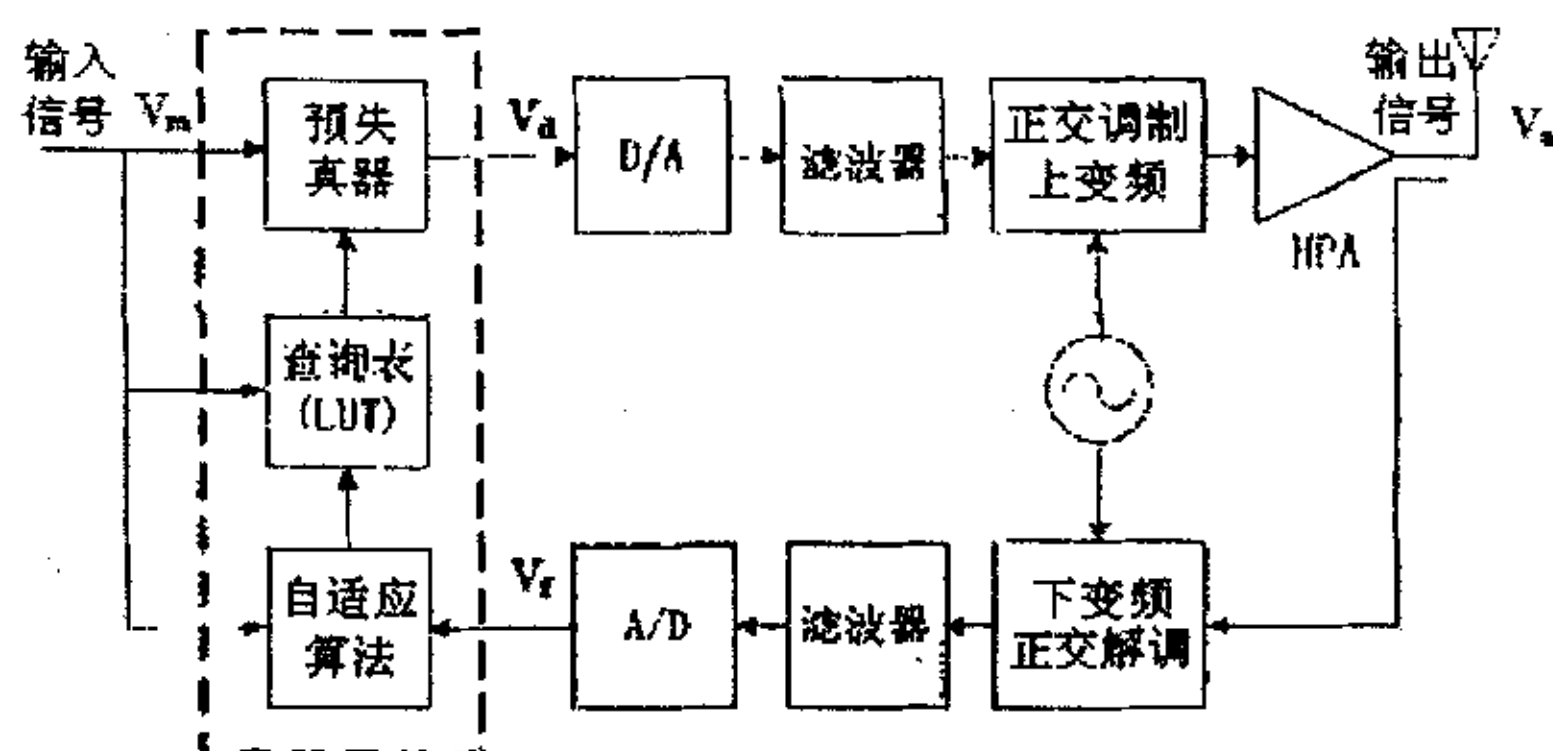 输入
信号
Vm
预失
真器
Vd
D/A
滤波器
正交调制
上变频
HPA
输出
信号
Va
查询表
(LUT)
自适应
算法
Vf
A/D
滤波器
下变频
正交解调